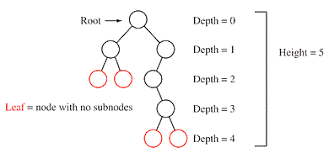 Root
Depth = 0
Depth = 1
Height = 5
Depth = 2
Leaf = node with no subnodes
Depth = 3
Depth = 4